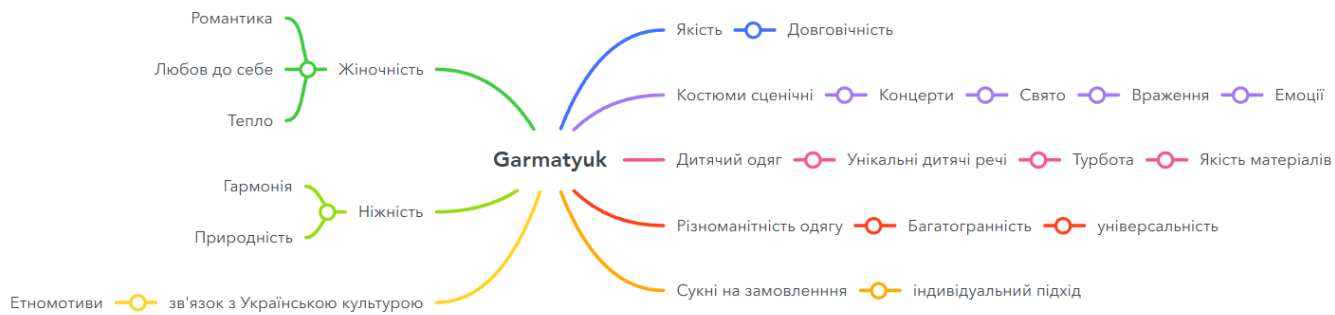 Романтика
Любов до себе
Тепло
Жіночність
Гармонія
Природність
Ніжність
Етномотиви
зв'язок з Українською культурою
Garmatyuk
Якість Довговічність
Костюми сценічні Концерти Свято Враження Емоції
Дитячий одяг Унікальні дитячі речі Турбота Якість матеріалів
Різноманітність одягу Багатогранність універсальність
Сукні на замовленння індивідуальний підхід